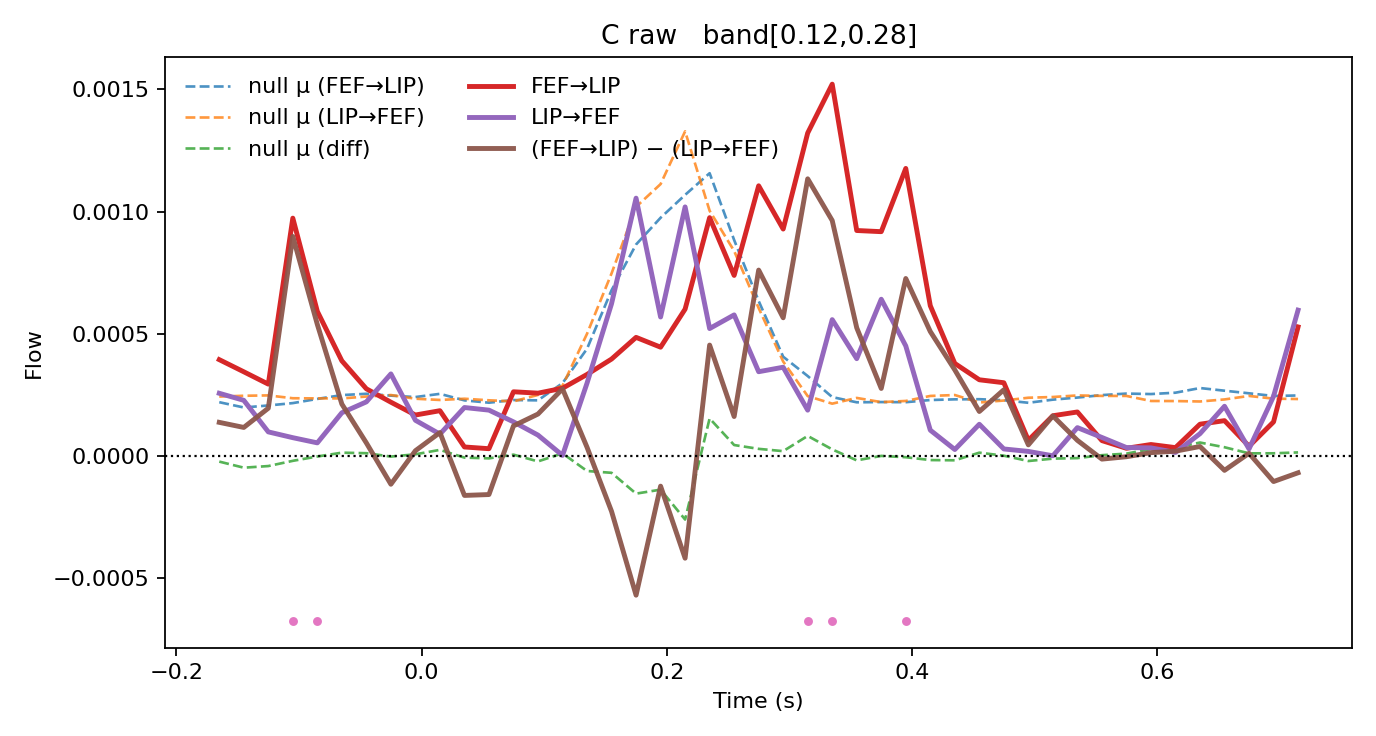 C raw   band[0.12,0.28]
0.0015
0.0010
0.0005
0.0000
−0.0005
Flow
null μ (FEF→LIP)
null μ (LIP→FEF)
null μ (diff)
FEF→LIP
LIP→FEF
(FEF→LIP) − (LIP→FEF)
−0.2
0.0
0.2
0.4
0.6
Time (s)